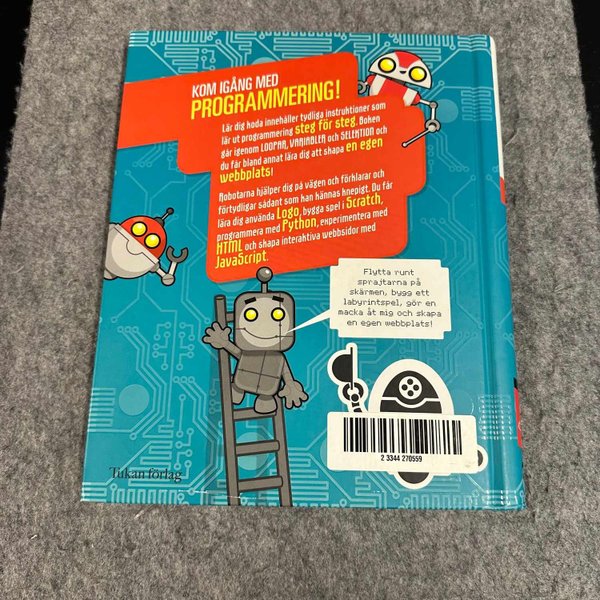 KOM IGÅNG MED
PROGRAMMERING!
Lär dig koda innehåller tydliga instruktioner som
lär ut programmering steg för steg. Boken
går igenom LOOPAR, VARIABLER och SELEKTION och
du får bland annat lära dig att skapa en egen
webbplats!
Robotarna hjälper dig på vägen och förklarar och
förtydligar sådant som kan kännas knepigt. Du får
lära dig använda Logo, bygga spel i Scratch,
programmera med Python, experimentera med
HTML och skapa interaktiva webbsidor med
JavaScript.
Flytta runt
sprajtarna på
skärmen, bygg ett
labyrintspel, gör en
macka åt mig och skapa
en egen webbplats!
2 3344 270559
Tukan förlag